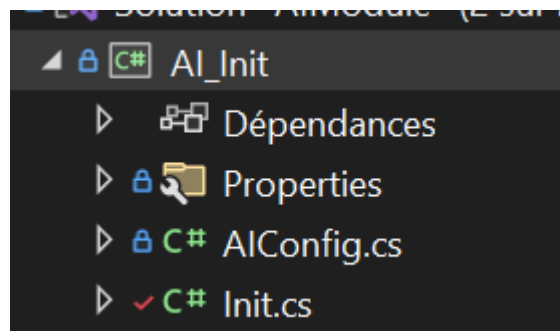 C# AI_Init
Dépendances
Properties
C# AIConfig.cs
C# Init.cs